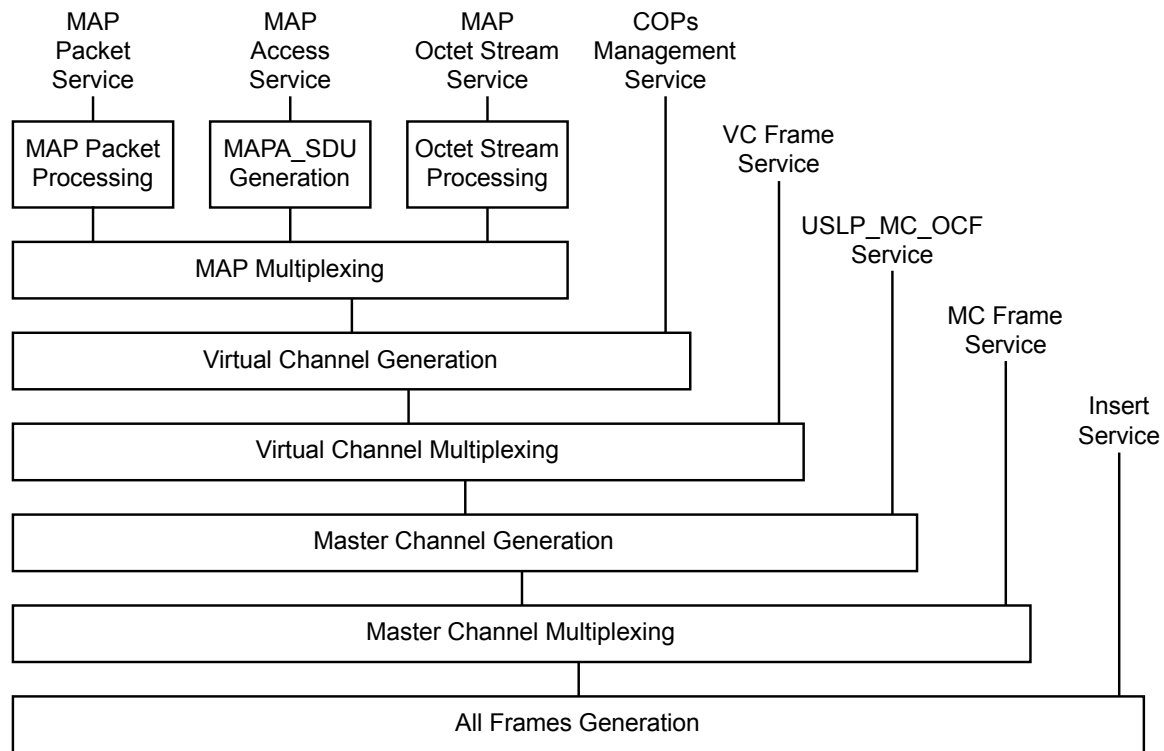 MAP
Packet
Service
MAP
Access
Service
MAP
Octet Stream
Service
COPs
Management
Service
MAP Packet
Processing
MAPA_SDU
Generation
Octet Stream
Processing
VC Frame
Service
USLP_MC_OCF
Service
MAP Multiplexing
MC Frame
Service
Virtual Channel Generation
Insert
Service
Virtual Channel Multiplexing
Master Channel Generation
Master Channel Multiplexing
All Frames Generation